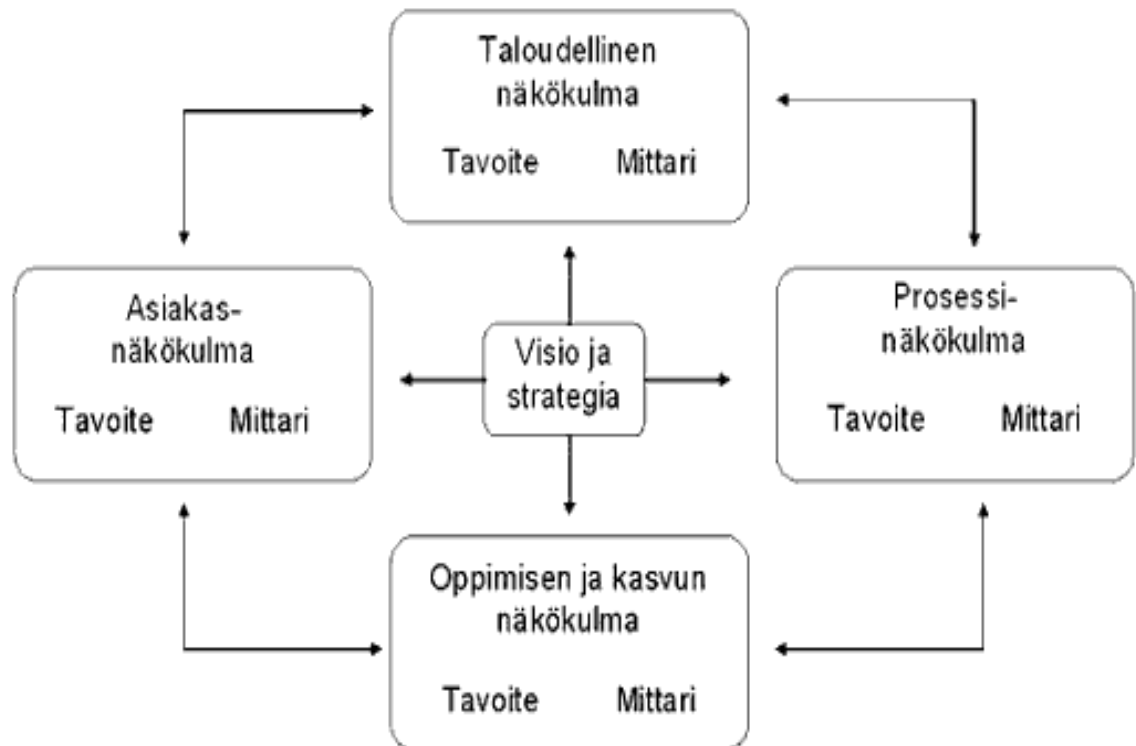 Taloudellinen
näkökulma
Tavoite Mittari
Asiakas-
näkökulma
Tavoite Mittari
Visio ja
strategia
Prosessi-
näkökulma
Tavoite Mittari
Oppimisen ja kasvun
näkökulma
Tavoite Mittari